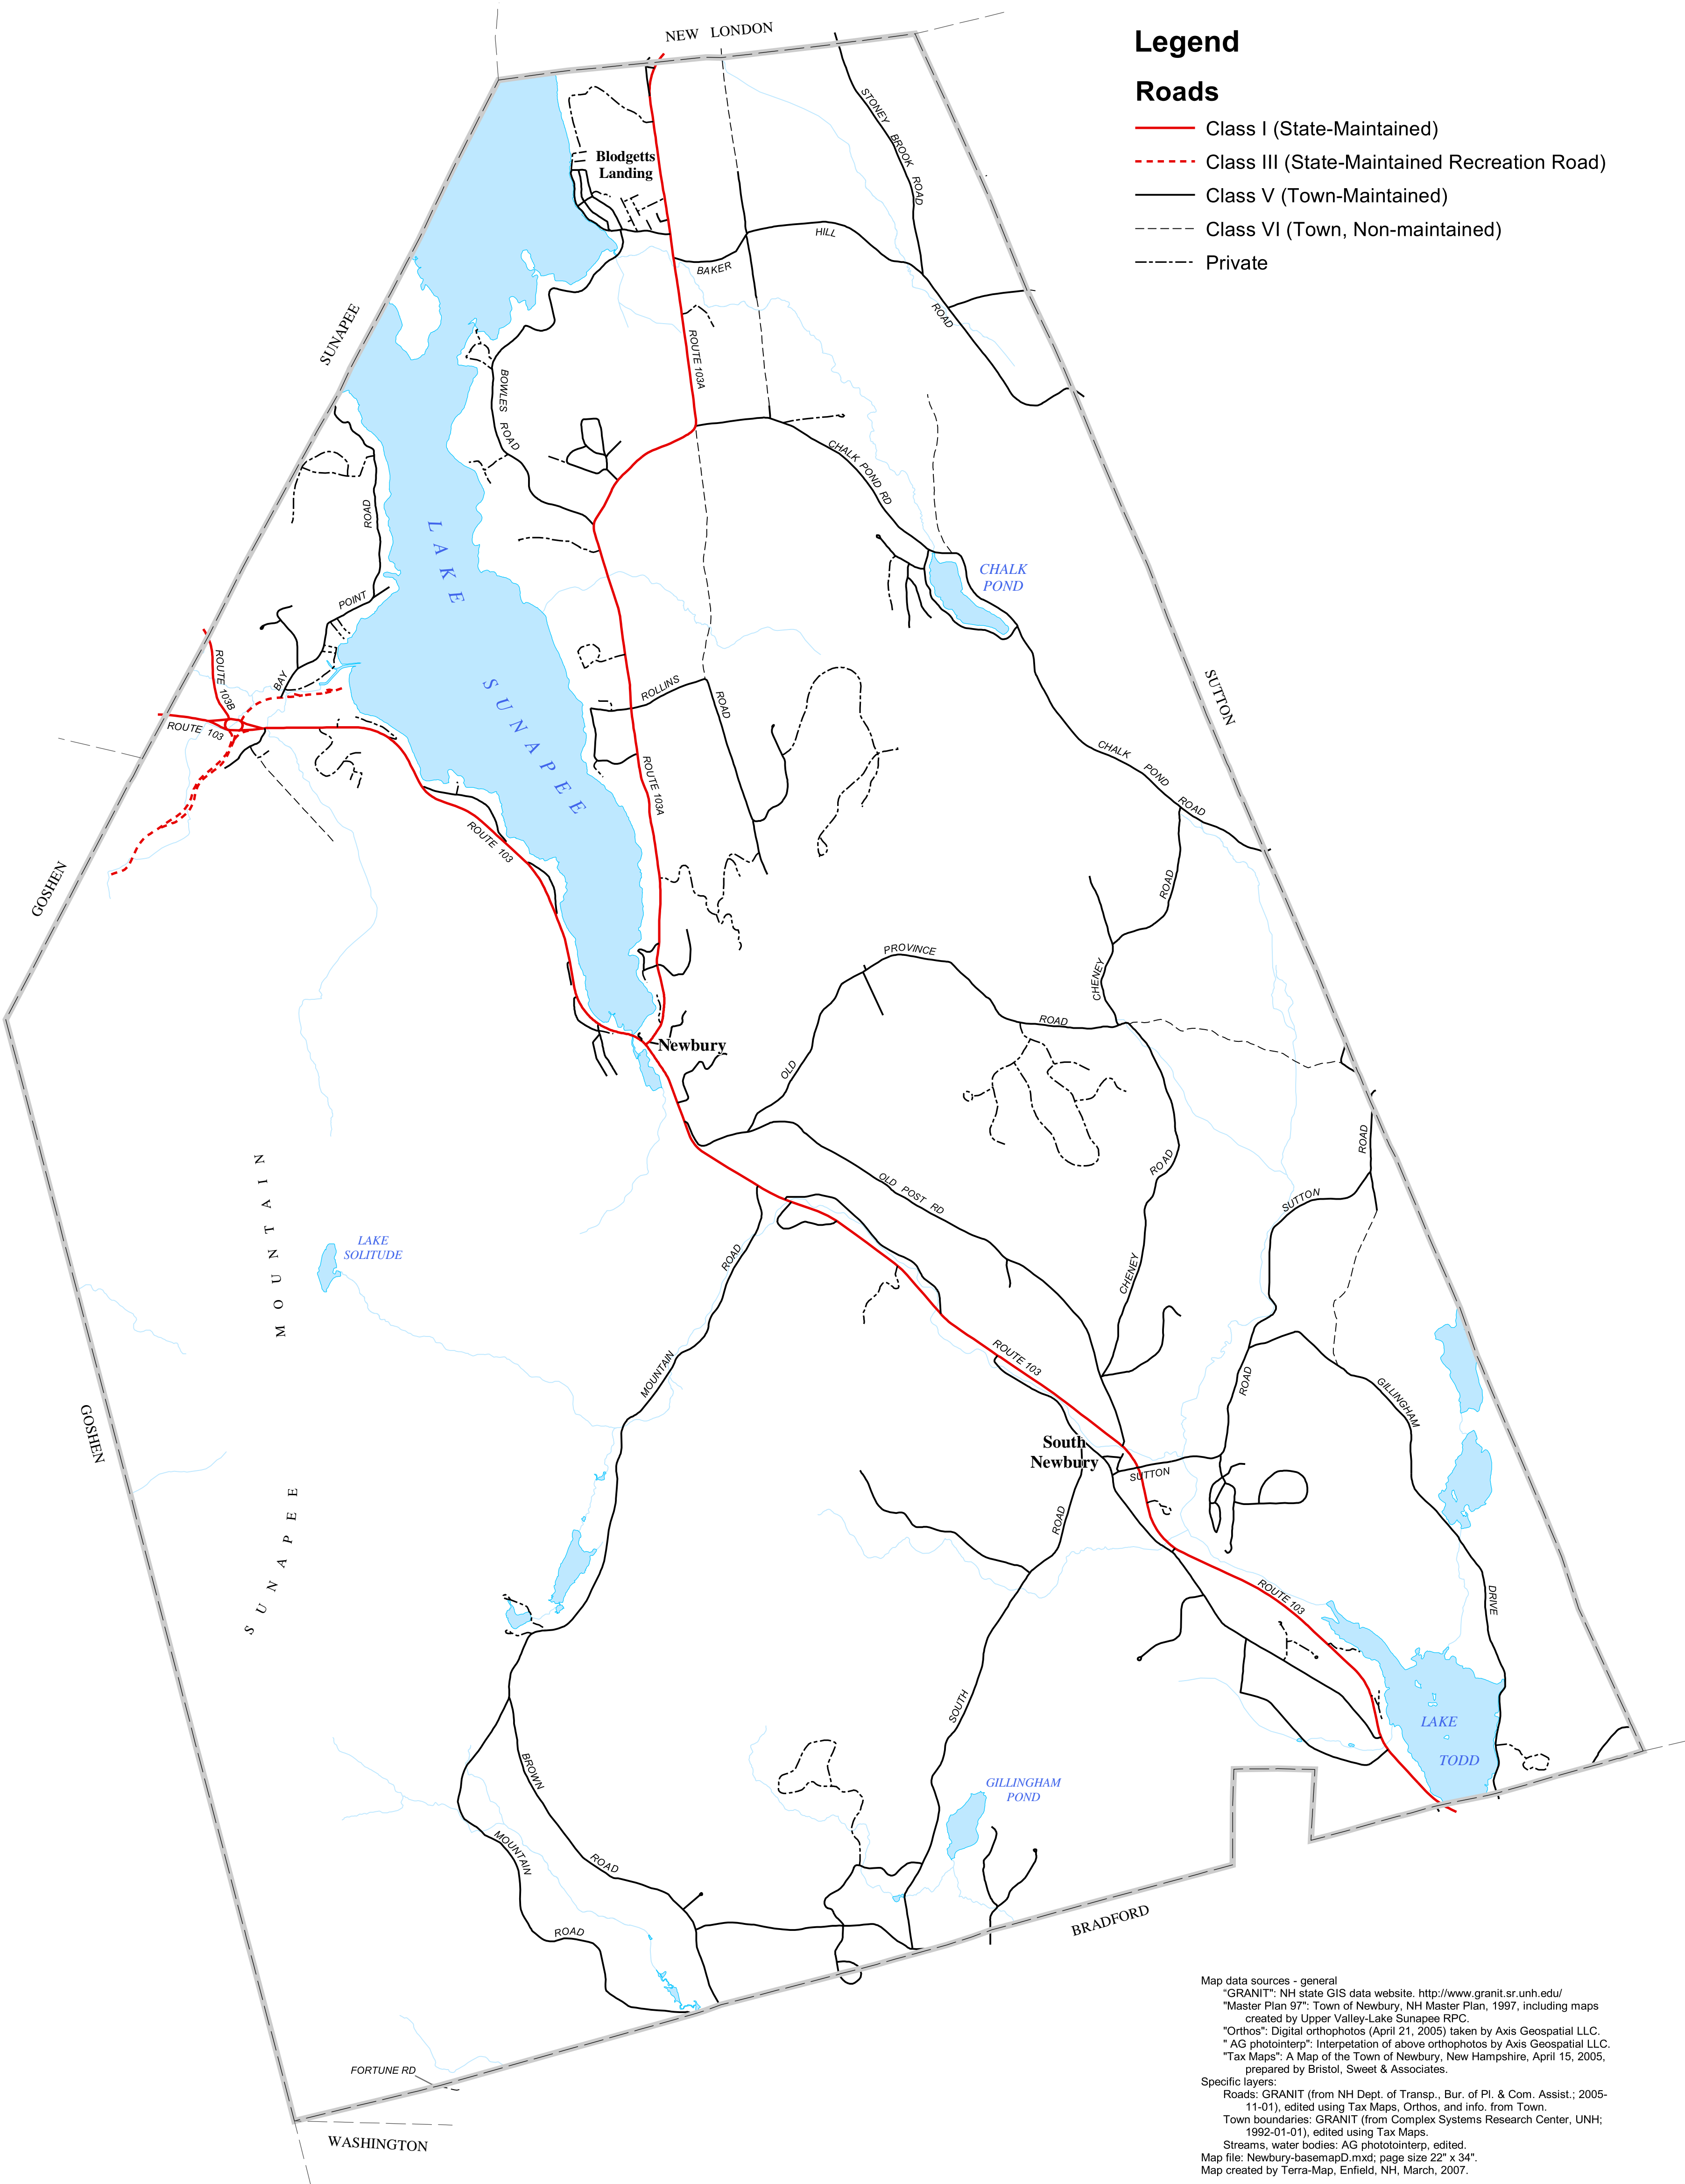 NEW LONDON
Legend
Roads
Class I (State-Maintained)
Class III (State-Maintained Recreation Road)
Class V (Town-Maintained)
Class VI (Town, Non-maintained)
Private
STONEY BROOK ROAD
Blodgetts
Landing
BAKER
HILL
ROAD
SUNAPEE
ROUTE 103A
BOWLES ROAD
CHALK POND RD
ROAD
LAKE
CHALK
POND
POINT
BAY
ROUTE 103B
ROUTE 103
SUNAPEE
ROLLINS
ROAD
SUTTON
ROUTE 103A
CHALK POND ROAD
ROUTE 103
GOSHEN
ROAD
CHENEY
PROVINCE
ROAD
OLD
Newbury
ROAD
SUTTON
ROAD
CHENEY
OLD POST RD
MOUNTAIN
LAKE
SOLITUDE
ROAD
MOUNTAIN
ROUTE 103
ROAD
GILLINGHAM
GOSHEN
South
Newbury
SUTTON
SUNAPEE
ROAD
ROUTE 103
DRIVE
SOUTH
LAKE
TODD
BROWN
ROAD
GILLINGHAM
POND
MOUNTAIN
ROAD
BRADFORD
FORTUNE RD
WASHINGTON
Map data sources - general
"GRANIT": NH state GIS data website. http://www.granit.sr.unh.edu/
"Master Plan 97": Town of Newbury, NH Master Plan, 1997, including maps
created by Upper Valley-Lake Sunapee RPC.
"Orthos": Digital orthophotos (April 21, 2005) taken by Axis Geospatial LLC.
" AG photointerp": Interpetation of above orthophotos by Axis Geospatial LLC.
"Tax Maps": A Map of the Town of Newbury, New Hampshire, April 15, 2005,
prepared by Bristol, Sweet & Associates.
Specific layers:
Roads: GRANIT (from NH Dept. of Transp., Bur. of Pl. & Com. Assist.; 2005-
11-01), edited using Tax Maps, Orthos, and info. from Town.
Town boundaries: GRANIT (from Complex Systems Research Center, UNH;
1992-01-01), edited using Tax Maps.
Streams, water bodies: AG phototointerp, edited.
Map file: Newbury-basemapD.mxd; page size 22" x 34".
Map created by Terra-Map, Enfield, NH, March, 2007.